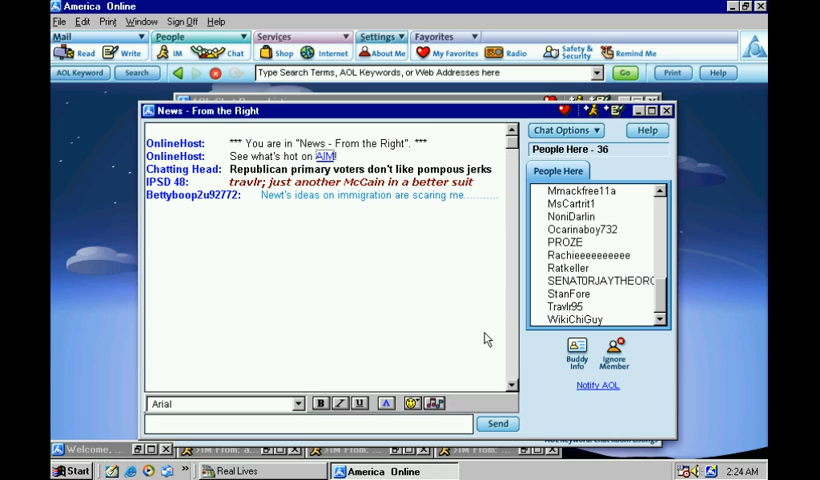 America Online
File Edit Print Window Sign Off Help
Mail People Services Settings Favorites
Read Write IM Chat Shop Internet About Me My Favorites Radio Safety & Security Remind Me
AOL Keyword Search Type Search Terms, AOL Keywords, or Web Addresses here Go Print Help
News - From the Right
OnlineHost: *** You are in "News - From the Right". ***
OnlineHost: See what's hot on AIM!
Chatting Head: Republican primary voters don't like pompous jerks
IPSD 48: travlr; just another McCain in a better suit
Bettyboop2u92772: Newt's ideas on immigration are scaring me..........
Chat Options Help
People Here - 36
People Here
Mmackfree11a
MsCartrit1
NoniDarlin
Ocarinaboy732
PROZE
Rachieeeeeeeeee
Ratkeller
SENATORJAYTHEORC
StanFore
Travlr95
WikiChiGuy
Buddy Info Ignore Member
Notify AOL
Arial B I U A
Send
Welcome,
IM From:
Start Real Lives America Online 2:24 AM